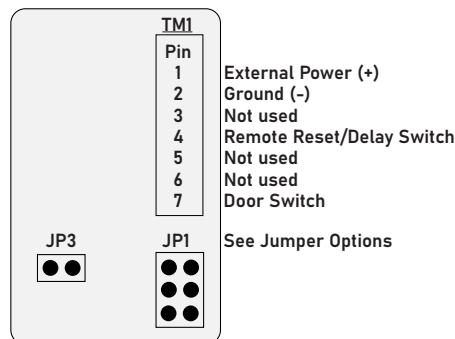 TM1
Pin
1 External Power (+)
2 Ground (-)
3 Not used
4 Remote Reset/Delay Switch
5 Not used
6 Not used
7 Door Switch
JP3 JP1 See Jumper Options